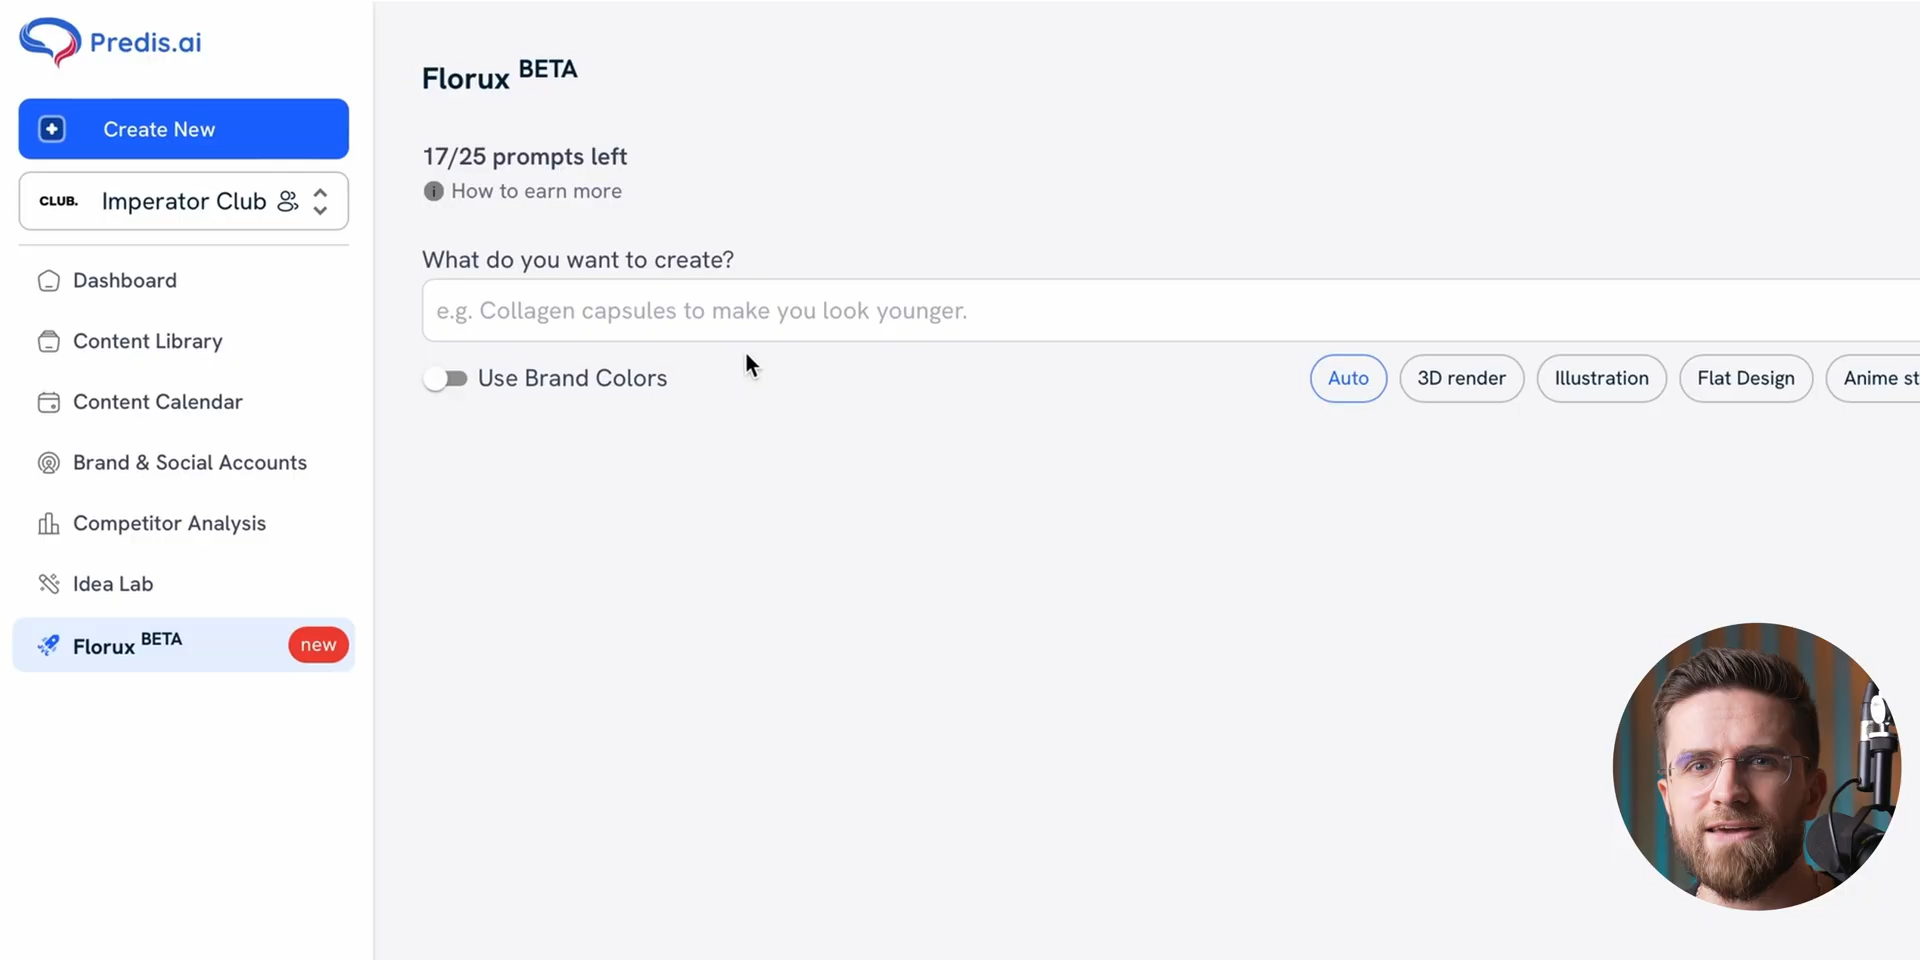 Predis.ai
Create New
CLUB. Imperator Club
Dashboard
Content Library
Content Calendar
Brand & Social Accounts
Competitor Analysis
Idea Lab
Florux BETA new
Florux BETA
17/25 prompts left
How to earn more
What do you want to create?
e.g. Collagen capsules to make you look younger.
Use Brand Colors
Auto 3D render Illustration Flat Design Anime st